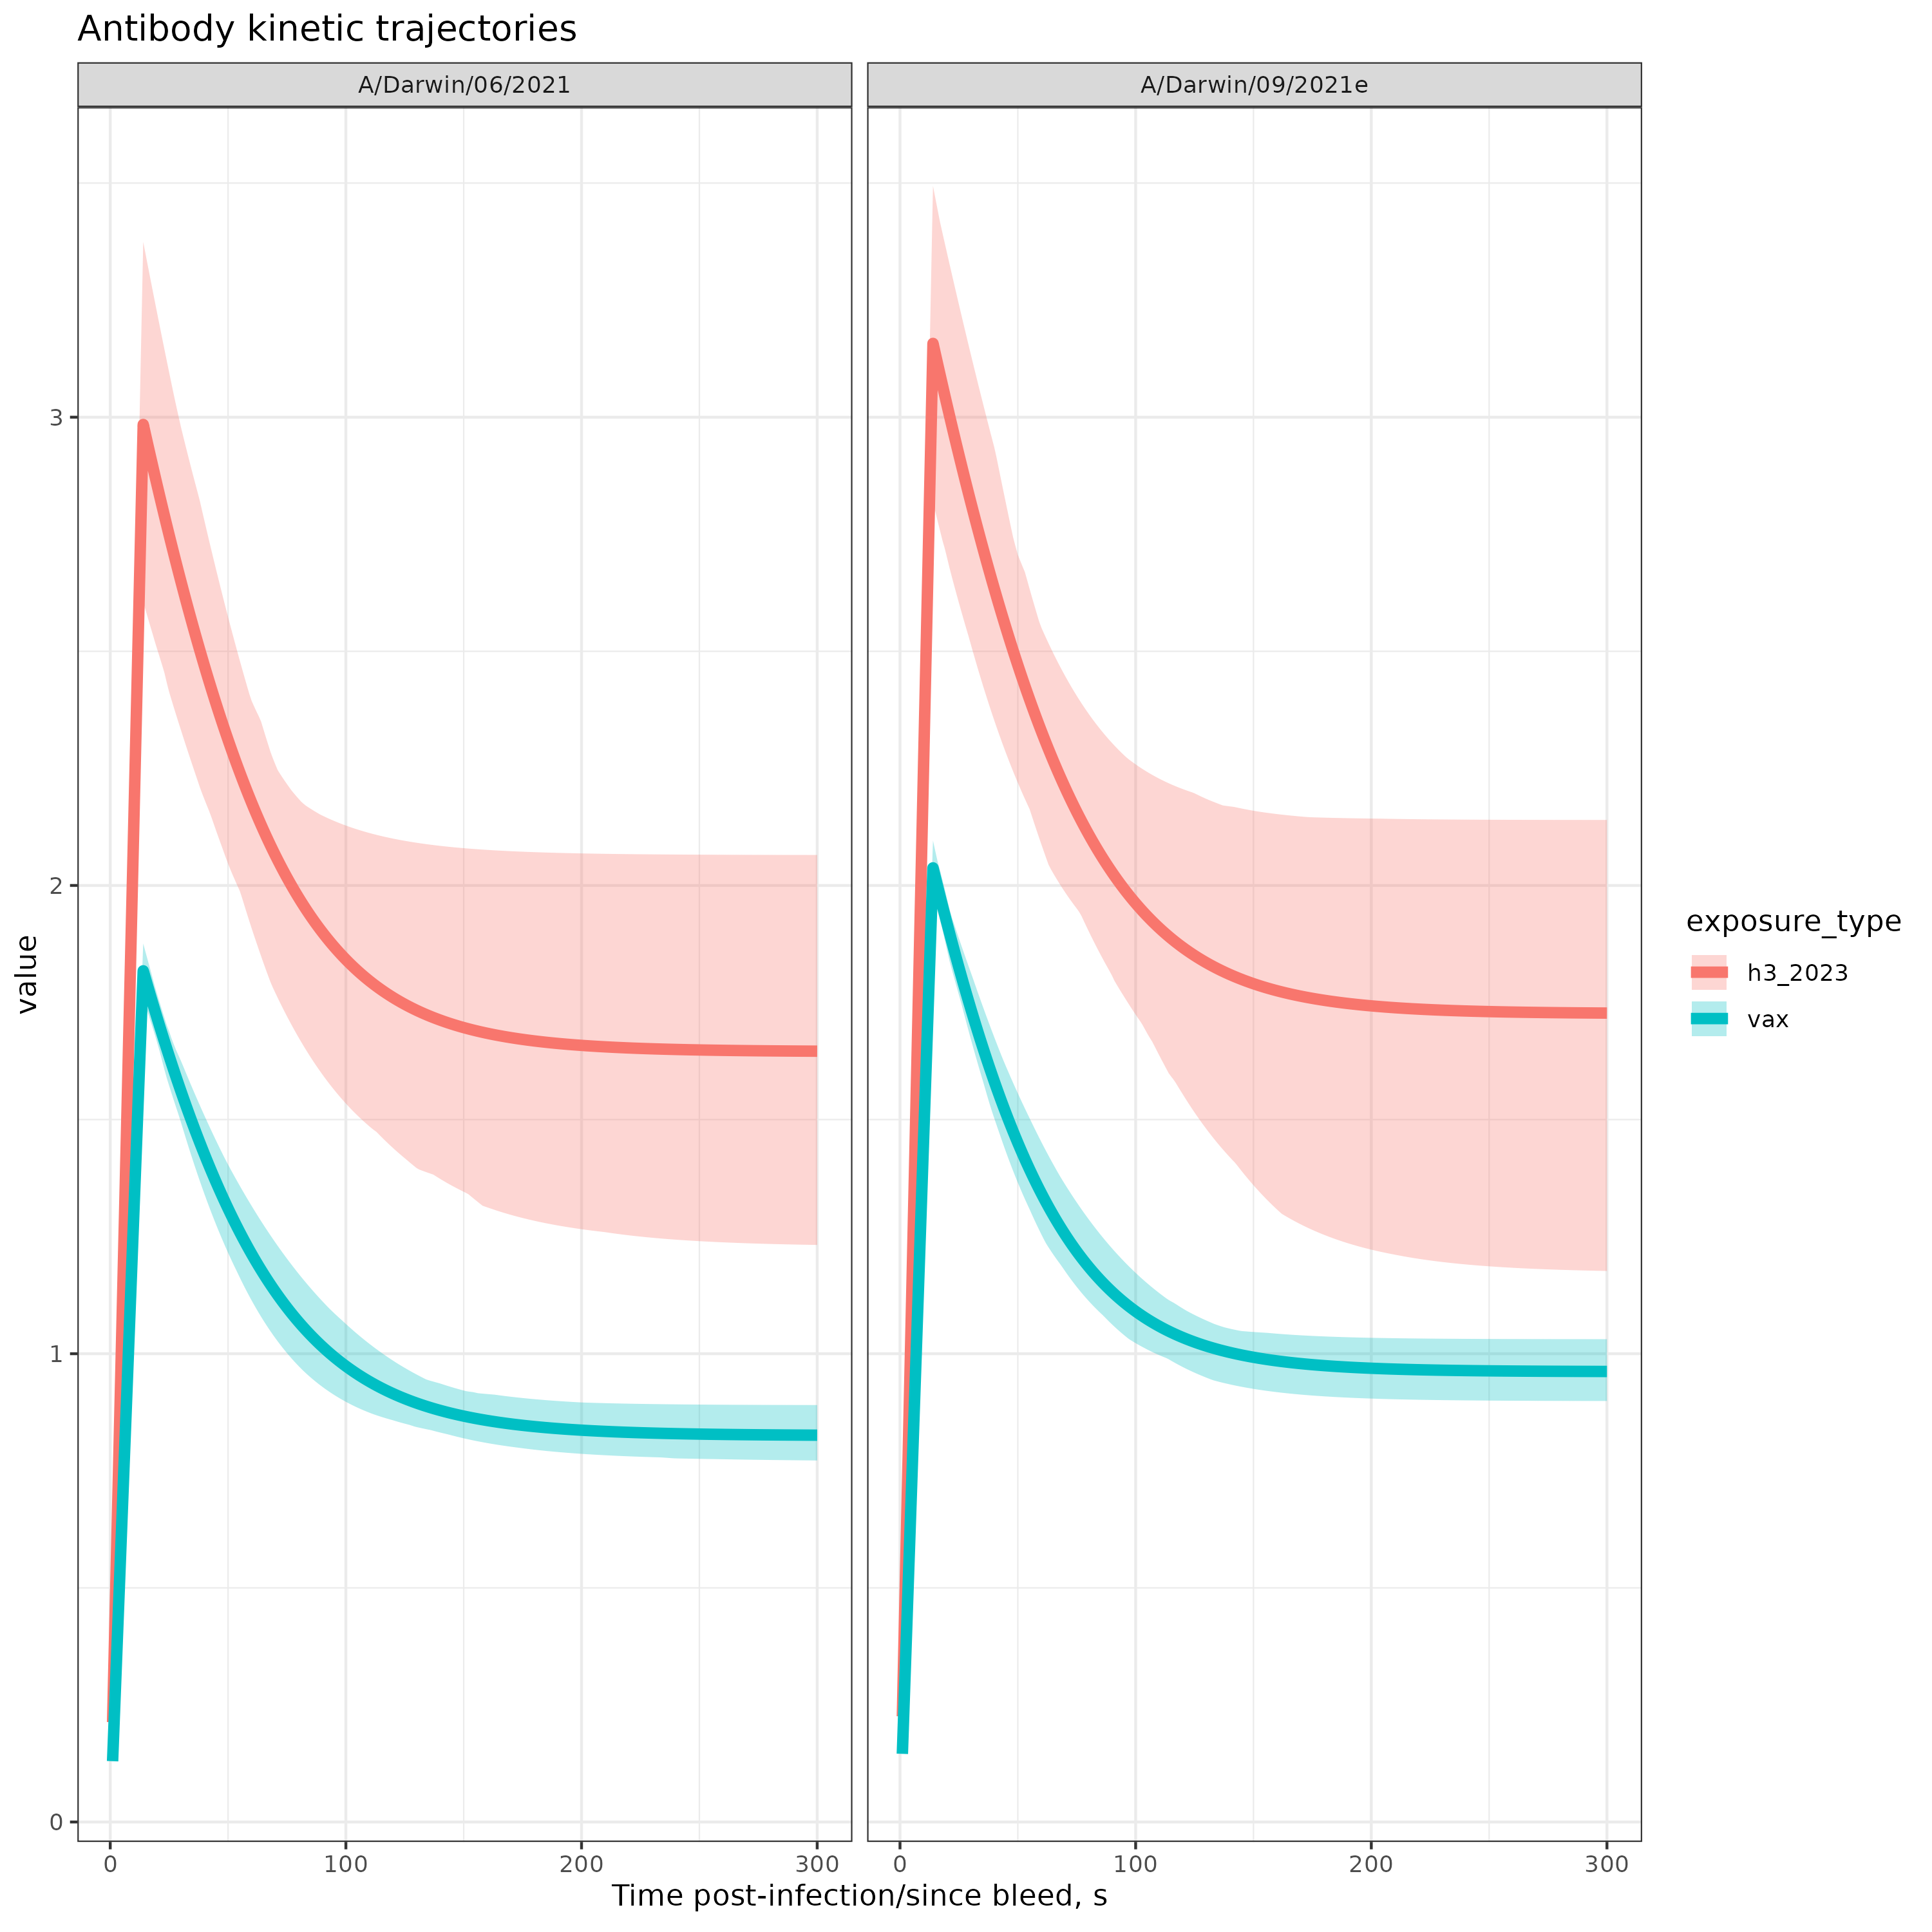 Antibody kinetic trajectories
A/Darwin/06/2021
A/Darwin/09/2021e
3
2
1
0
value
0
100
200
300
0
100
200
300
Time post-infection/since bleed, s
exposure_type
h3_2023
vax